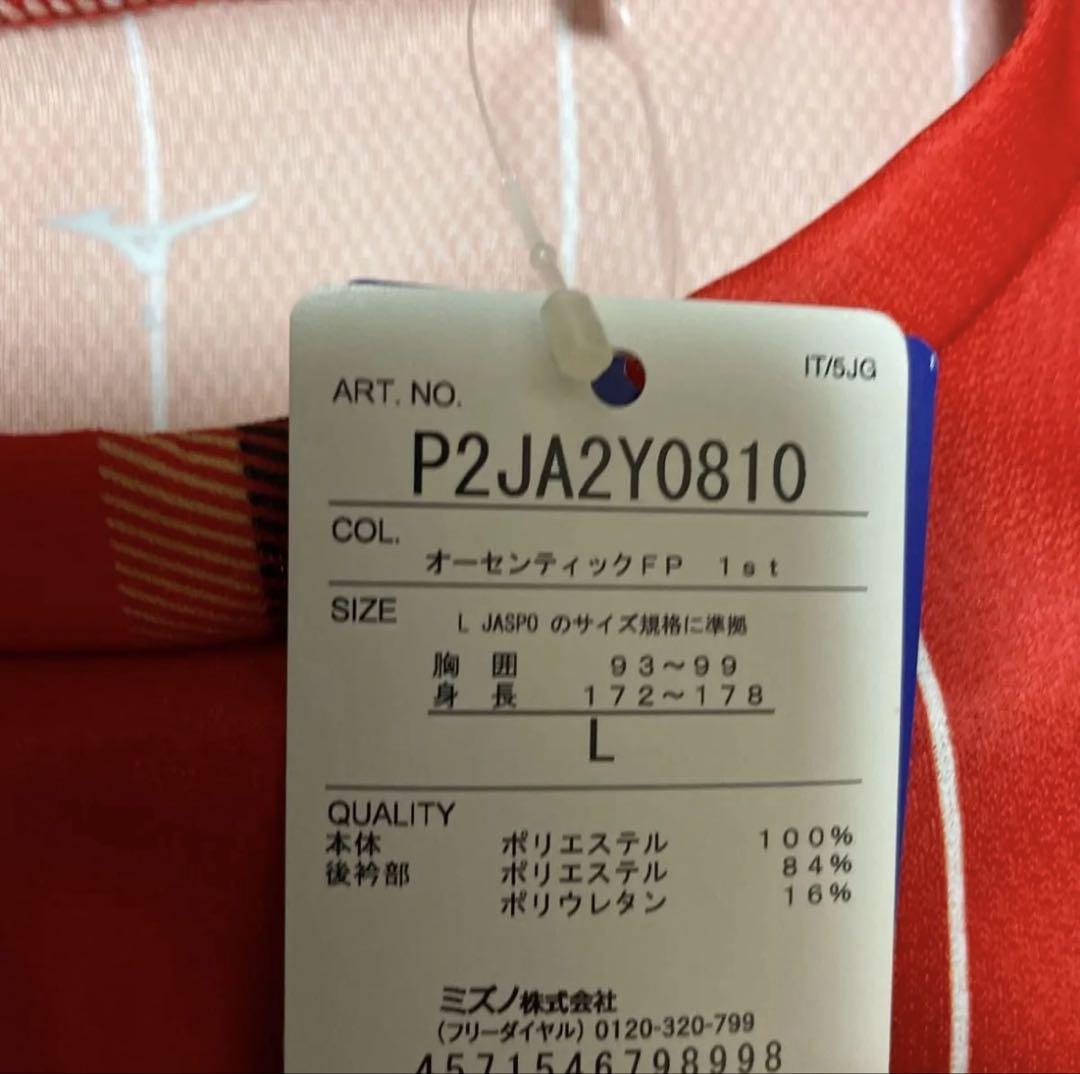 IT/5JG
ART. NO.
P2JA2Y0810
COL.
オーセンティックFP 1st
SIZE L JASPO のサイズ規格に準拠
胸 囲 93～99
身 長 172～178
L
QUALITY
本体 ポリエステル 100%
後衿部 ポリエステル 84%
ポリウレタン 16%
ミズノ株式会社
(フリーダイヤル) 0120-320-799
4571546798998